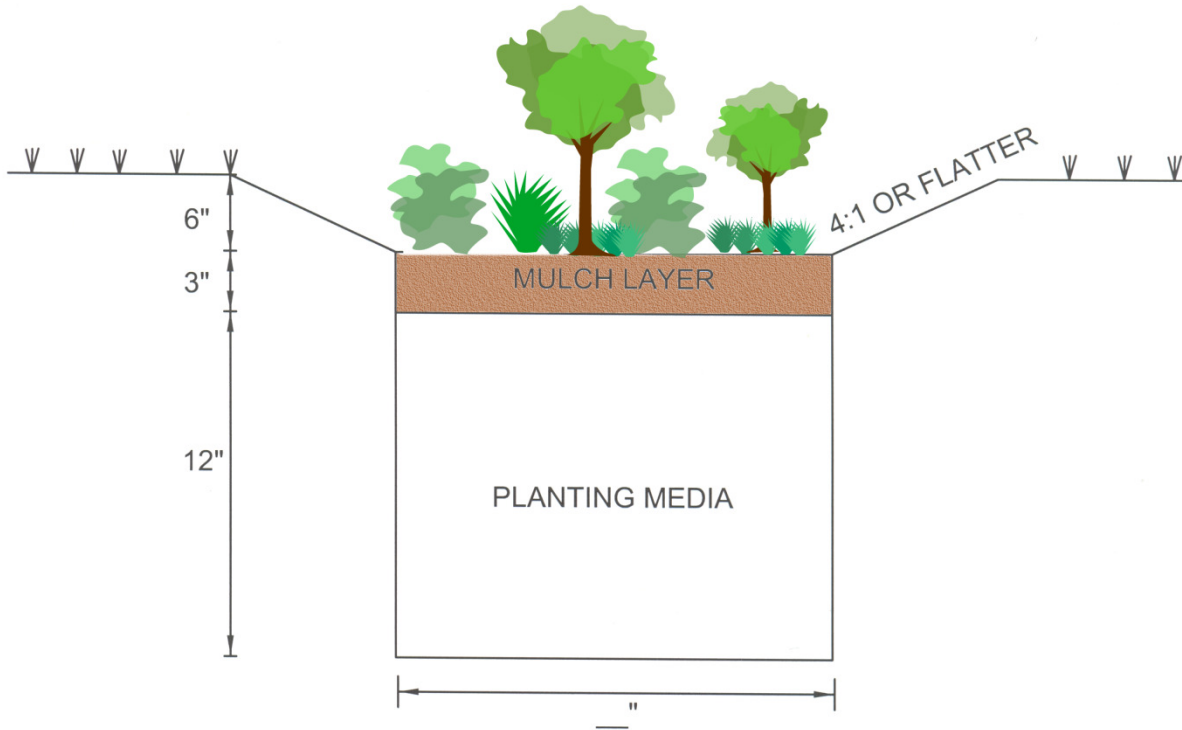 4:1 OR FLATTER
6"
3"
MULCH LAYER
12"
PLANTING MEDIA
__"